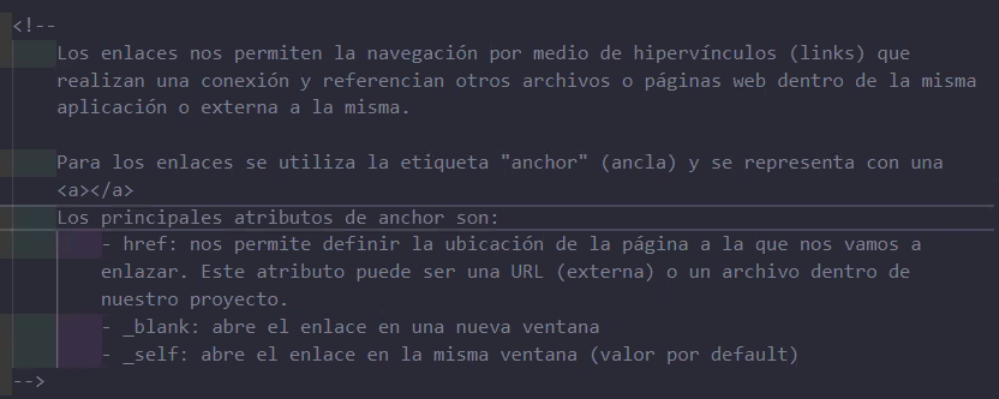 <!--
Los enlaces nos permiten la navegación por medio de hipervínculos (links) que
realizan una conexión y referencian otros archivos o páginas web dentro de la misma
aplicación o externa a la misma.
Para los enlaces se utiliza la etiqueta "anchor" (ancla) y se representa con una
<a></a>
Los principales atributos de anchor son:
- href: nos permite definir la ubicación de la página a la que nos vamos a
enlazar. Este atributo puede ser una URL (externa) o un archivo dentro de
nuestro proyecto.
- _blank: abre el enlace en una nueva ventana
- _self: abre el enlace en la misma ventana (valor por default)
-->